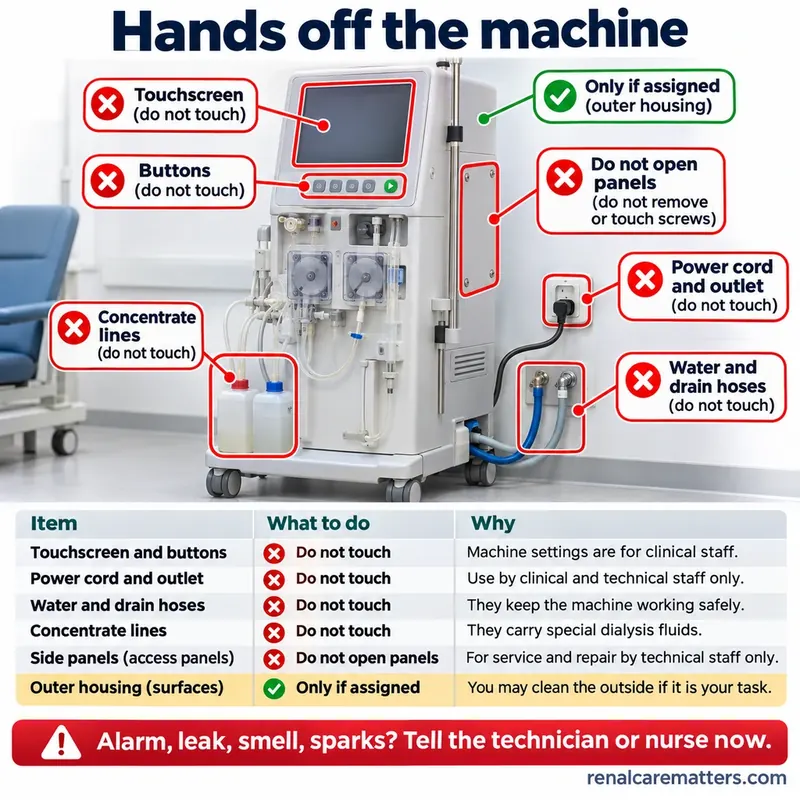 Hands off the machine
Touchscreen
(do not touch)
Only if assigned
(outer housing)
Buttons
(do not touch)
Do not open
panels
(do not remove
or touch screws)
Power cord
and outlet
(do not touch)
Concentrate
lines
(do not touch)
Water and
drain hoses
(do not touch)
Item What to do Why
Touchscreen and buttons Do not touch Machine settings are for clinical staff.
Power cord and outlet Do not touch Use by clinical and technical staff only.
Water and drain hoses Do not touch They keep the machine working safely.
Concentrate lines Do not touch They carry special dialysis fluids.
Side panels (access panels) Do not open panels For service and repair by technical staff only.
Outer housing (surfaces) Only if assigned You may clean the outside if it is your task.
Alarm, leak, smell, sparks? Tell the technician or nurse now.
renalcarematters.com